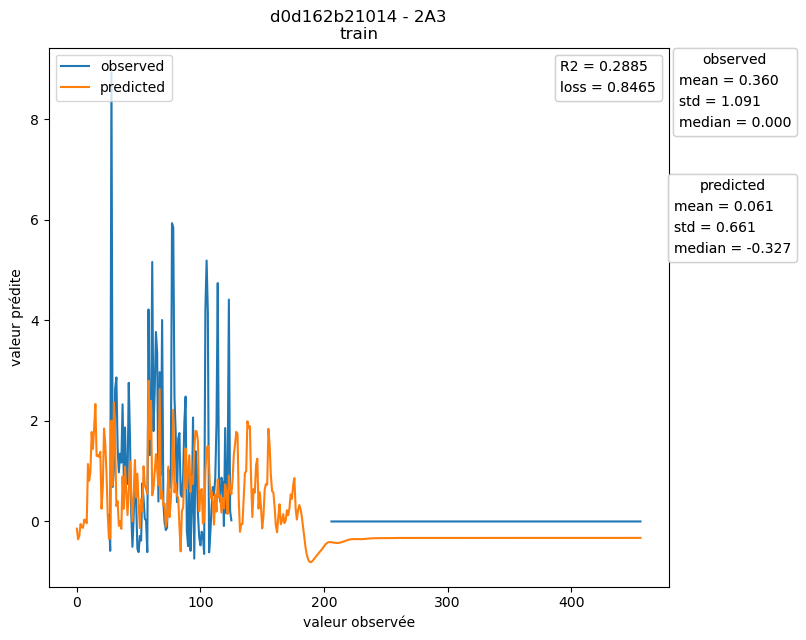 d0d162b21014 - 2A3
train
observed
predicted
R2 = 0.2885
loss = 0.8465
observed
mean = 0.360
std = 1.091
median = 0.000
predicted
mean = 0.061
std = 0.661
median = -0.327
valeur prédite
8
6
4
2
0
0 100 200 300 400
valeur observée